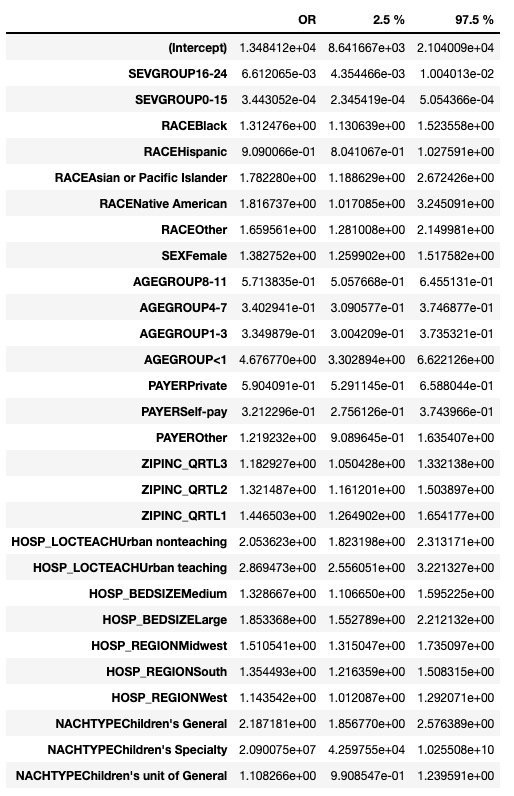 OR 2.5 % 97.5 %
(Intercept) 1.348412e+04 8.641667e+03 2.104009e+04
SEVGROUP16-24 6.612065e-03 4.354466e-03 1.004013e-02
SEVGROUP0-15 3.443052e-04 2.345419e-04 5.054366e-04
RACEBlack 1.312476e+00 1.130639e+00 1.523558e+00
RACEHispanic 9.090066e-01 8.041067e-01 1.027591e+00
RACEAsian or Pacific Islander 1.782280e+00 1.188629e+00 2.672426e+00
RACENative American 1.816737e+00 1.017085e+00 3.245091e+00
RACEOther 1.659561e+00 1.281008e+00 2.149981e+00
SEXFemale 1.382752e+00 1.259902e+00 1.517582e+00
AGEGROUP8-11 5.713835e-01 5.057668e-01 6.455131e-01
AGEGROUP4-7 3.402941e-01 3.090577e-01 3.746877e-01
AGEGROUP1-3 3.349879e-01 3.004209e-01 3.735321e-01
AGEGROUP<1 4.676770e+00 3.302894e+00 6.622126e+00
PAYERPrivate 5.904091e-01 5.291145e-01 6.588044e-01
PAYERSelf-pay 3.212296e-01 2.756126e-01 3.743966e-01
PAYEROther 1.219232e+00 9.089645e-01 1.635407e+00
ZIPINC_QRTL3 1.182927e+00 1.050428e+00 1.332138e+00
ZIPINC_QRTL2 1.321487e+00 1.161201e+00 1.503897e+00
ZIPINC_QRTL1 1.446503e+00 1.264902e+00 1.654177e+00
HOSP_LOCTEACHUrban nonteaching 2.053623e+00 1.823198e+00 2.313171e+00
HOSP_LOCTEACHUrban teaching 2.869473e+00 2.556051e+00 3.221327e+00
HOSP_BEDSIZEMedium 1.328667e+00 1.106650e+00 1.595225e+00
HOSP_BEDSIZELarge 1.853368e+00 1.552789e+00 2.212132e+00
HOSP_REGIONMidwest 1.510541e+00 1.315047e+00 1.735097e+00
HOSP_REGIONSouth 1.354493e+00 1.216359e+00 1.508315e+00
HOSP_REGIONWest 1.143542e+00 1.012087e+00 1.292071e+00
NACHTYPEChildren's General 2.187181e+00 1.856770e+00 2.576389e+00
NACHTYPEChildren's Specialty 2.090075e+07 4.259755e+04 1.025508e+10
NACHTYPEChildren's unit of General 1.108266e+00 9.908547e-01 1.239591e+00